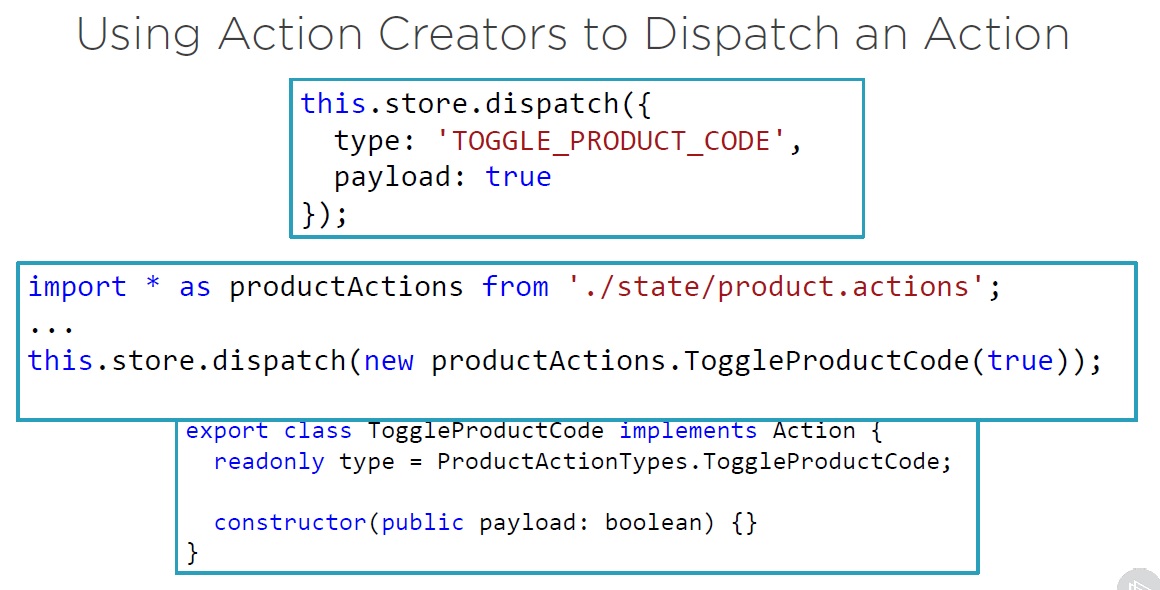 Using Action Creators to Dispatch an Action
this.store.dispatch({
type: 'TOGGLE_PRODUCT_CODE',
payload: true
});
import * as productActions from './state/product.actions';
...
this.store.dispatch(new productActions.ToggleProductCode(true));
export class ToggleProductCode implements Action {
readonly type = ProductActionTypes.ToggleProductCode;
constructor(public payload: boolean) {}
}